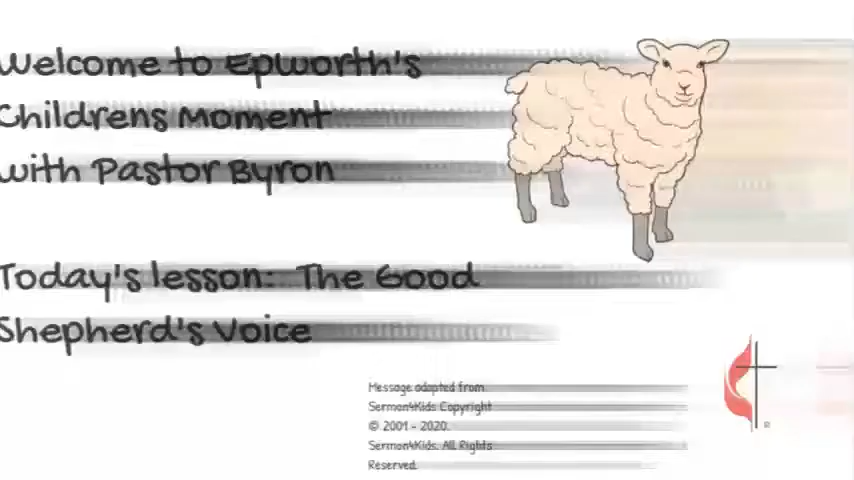 Welcome to Epworth's
Childrens Moment
with Pastor Byron
Today's lesson: The Good
Shepherd's Voice
Message adapted from
Sermon4Kids Copyright
© 2001 - 2020.
Sermon4Kids. All Rights
Reserved.
®